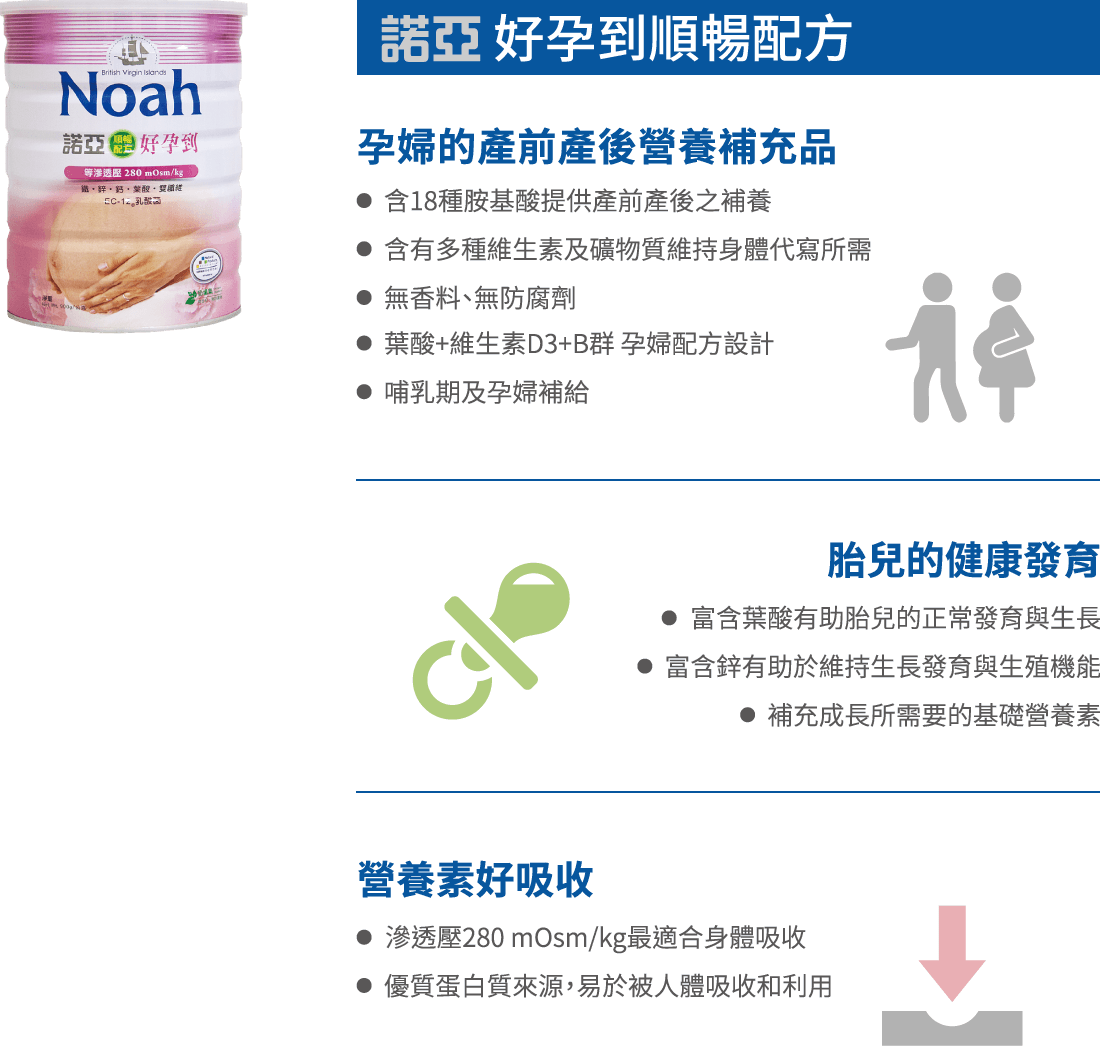 British Virgin Islands
Noah
諾亞 順暢配方 好孕到
等滲透壓 280 mOsm/kg
鐵·鋅·鈣·葉酸·雙纖維
EC-12 乳酸菌
諾亞 好孕到順暢配方
孕婦的產前產後營養補充品
● 含18種胺基酸提供產前產後之補養
● 含有多種維生素及礦物質維持身體代寫所需
● 無香料、無防腐劑
● 葉酸+維生素D3+B群 孕婦配方設計
● 哺乳期及孕婦補給
胎兒的健康發育
● 富含葉酸有助胎兒的正常發育與生長
● 富含鋅有助於維持生長發育與生殖機能
● 補充成長所需要的基礎營養素
營養素好吸收
● 滲透壓280 mOsm/kg最適合身體吸收
● 優質蛋白質來源，易於被人體吸收和利用